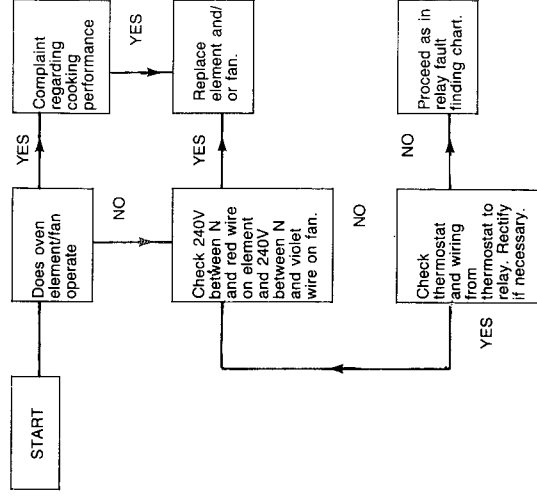 START
Does oven
element/fan
operate
YES
Complaint
regarding
cooking
performance
NO
YES
Check 240V
between N
and red wire
on element
and 240V
between N
and violet
wire on fan.
YES
Replace
element and/
or fan.
NO
Check
thermostat
and wiring
from
thermostat to
relay. Rectify
if necessary.
YES
NO
Proceed as in
relay fault
finding chart.